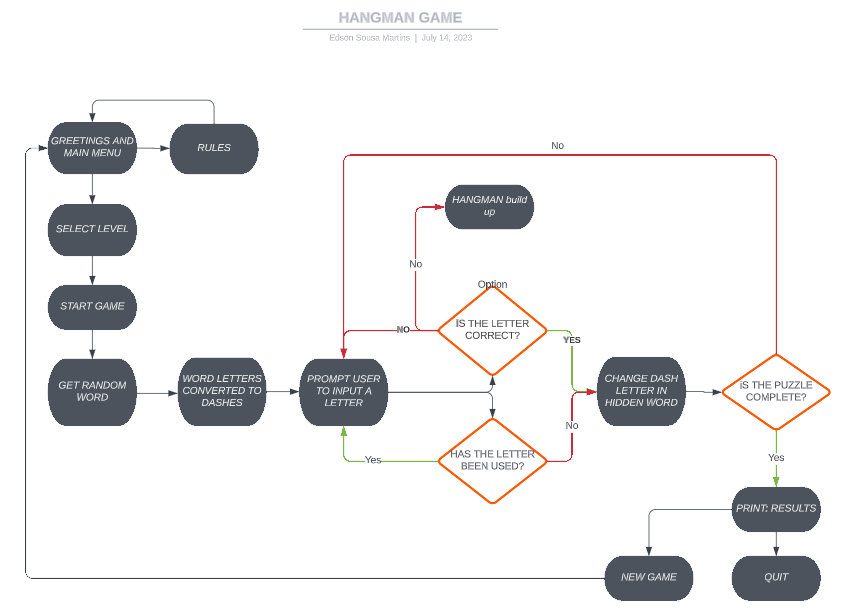 HANGMAN GAME
Edson Sousa Martins | July 14, 2023
No
GREETINGS AND
MAIN MENU
RULES
HANGMAN build
up
SELECT LEVEL
No
Option
START GAME
IS THE LETTER
CORRECT?
NO
YES
GET RANDOM
WORD
WORD LETTERS
CONVERTED TO
DASHES
PROMPT USER
TO INPUT A
LETTER
CHANGE DASH
LETTER IN
HIDDEN WORD
IS THE PUZZLE
COMPLETE?
No
HAS THE LETTER
BEEN USED?
Yes
Yes
PRINT: RESULTS
NEW GAME
QUIT